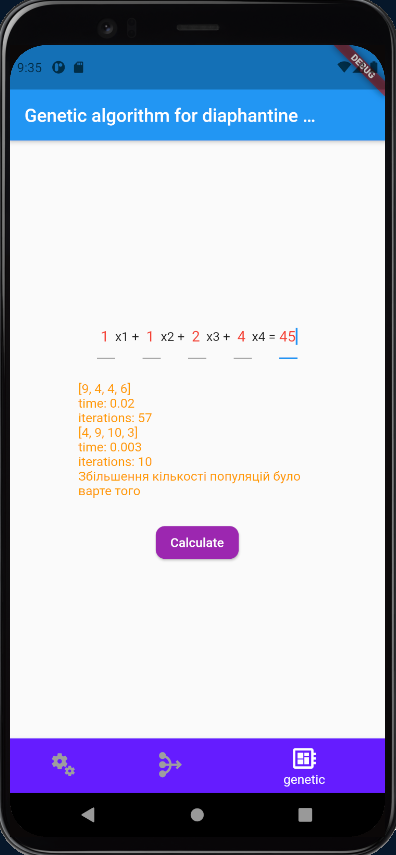 9:35
DEBUG
Genetic algorithm for diaphantine ...
1 x1 + 1 x2 + 2 x3 + 4 x4 = 45
[9, 4, 4, 6]
time: 0.02
iterations: 57
[4, 9, 10, 3]
time: 0.003
iterations: 10
Збільшення кількості популяцій було
варте того
Calculate
genetic